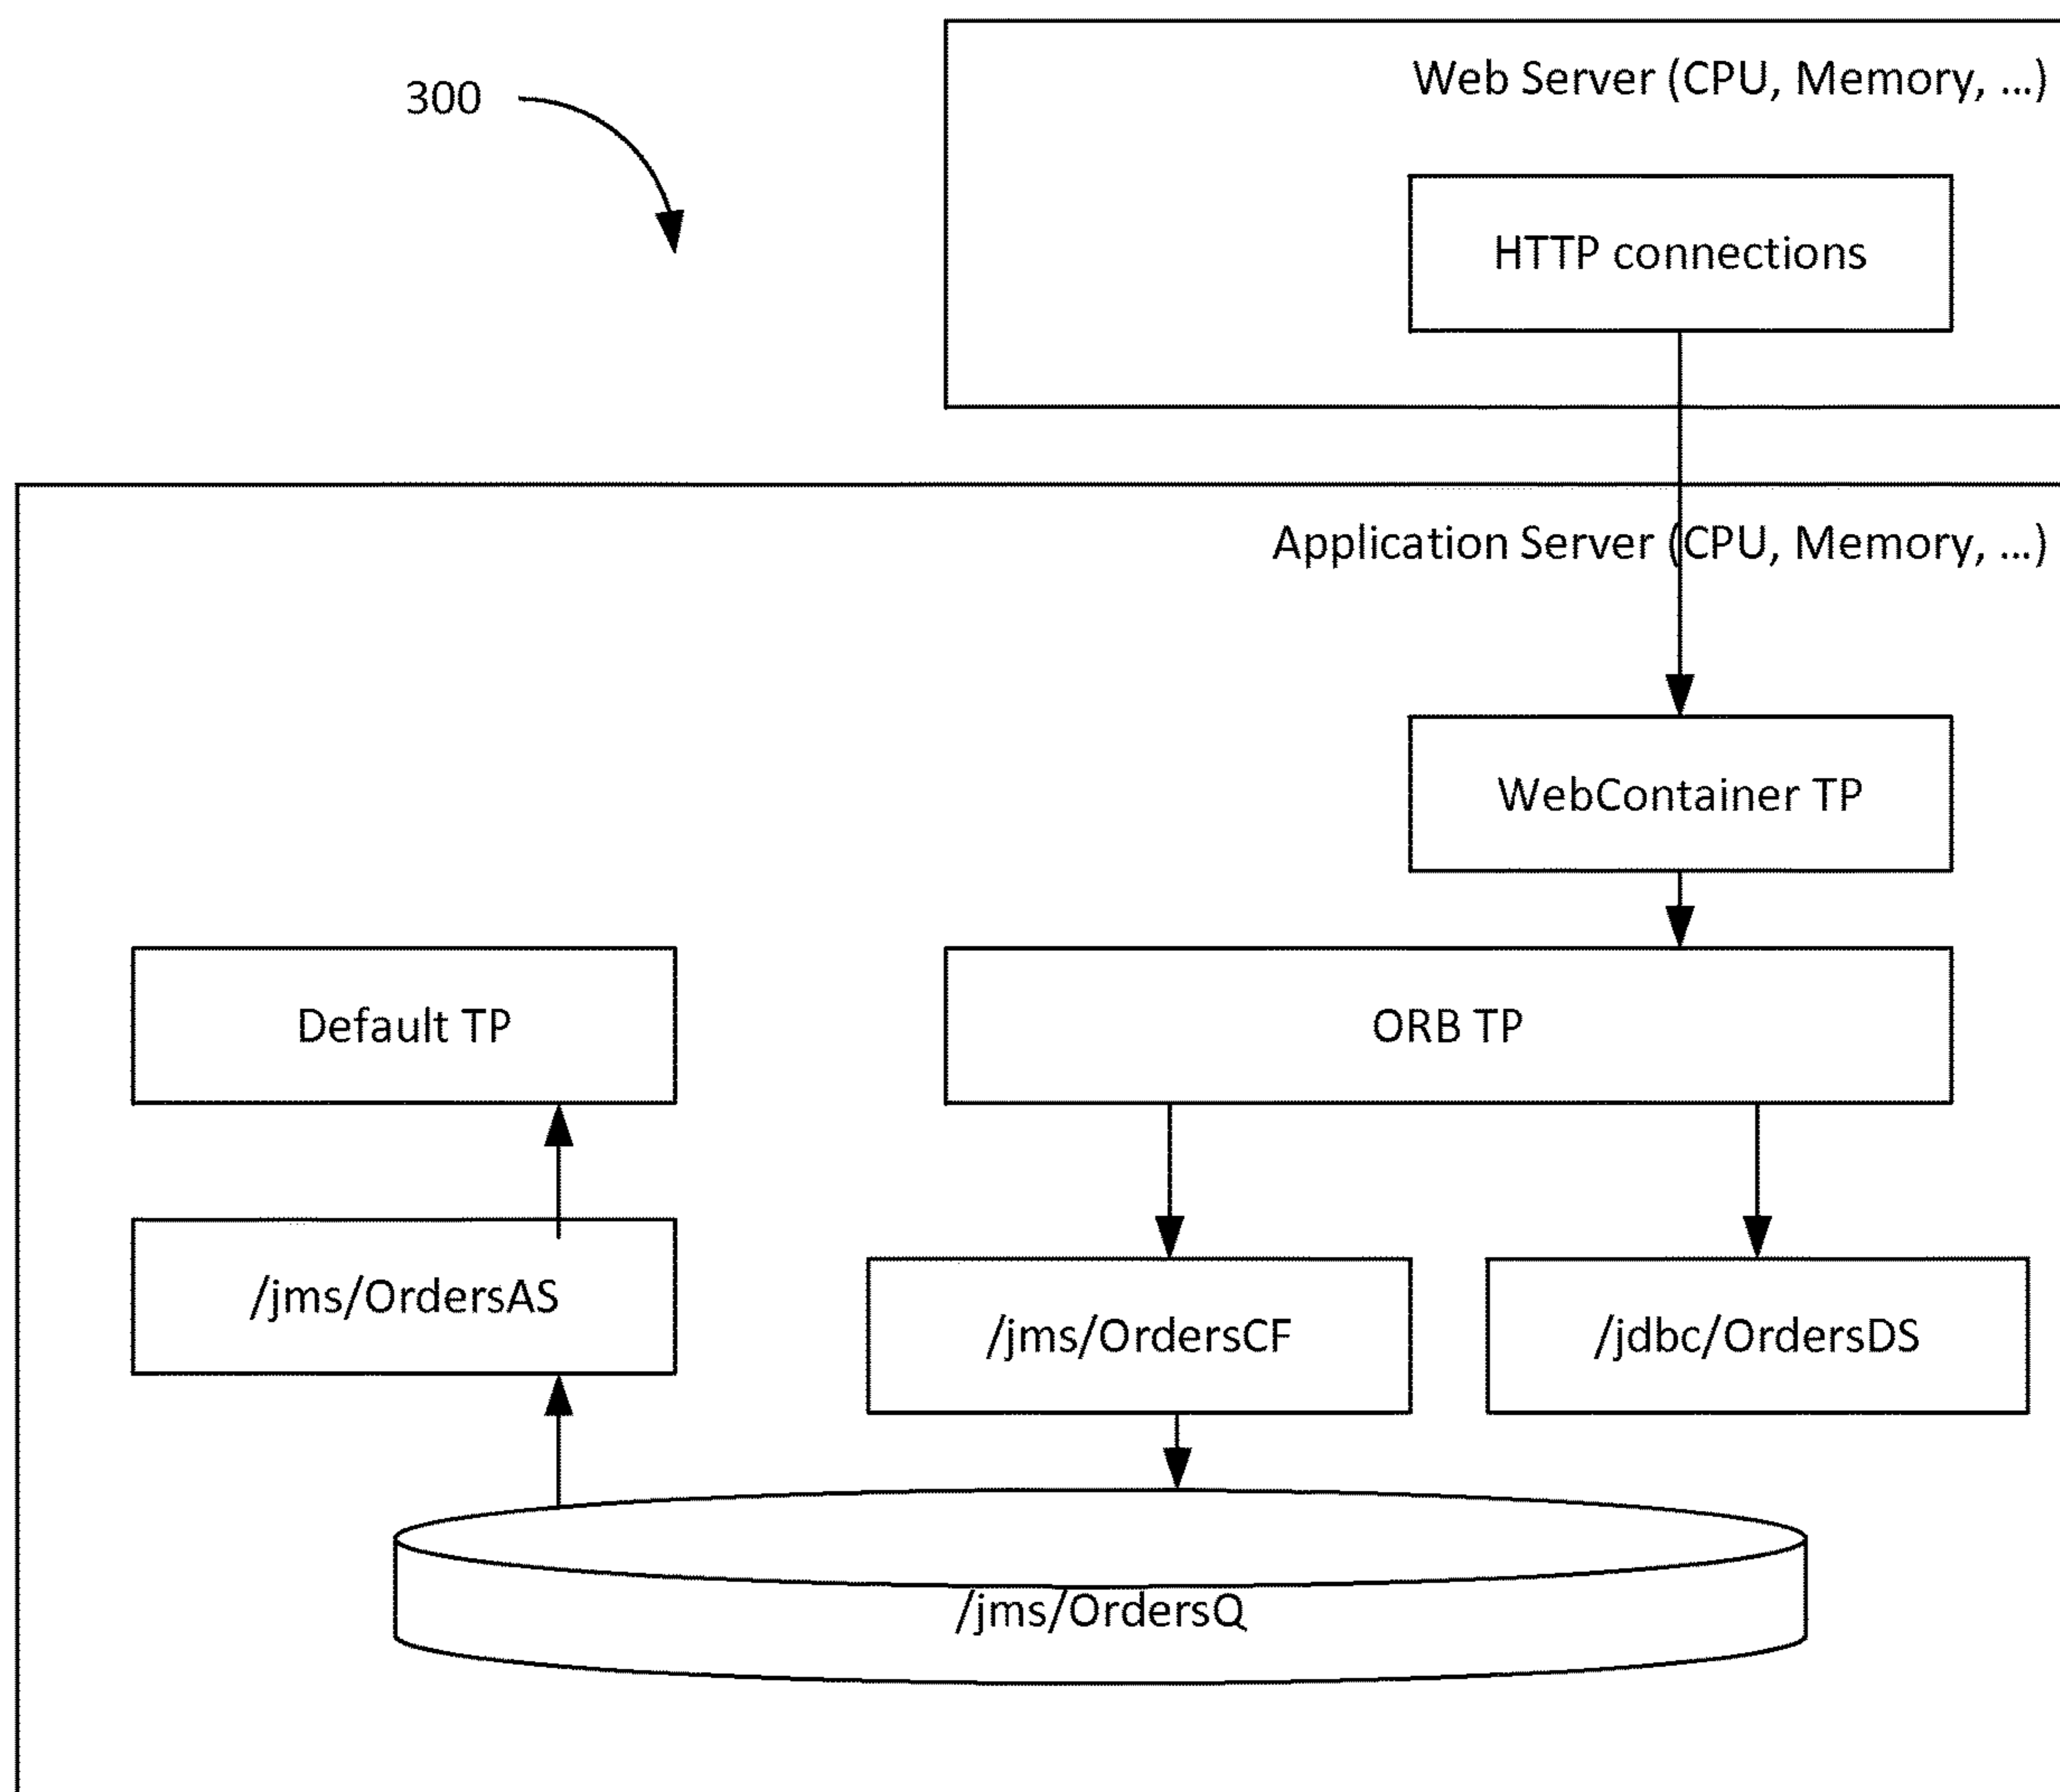 Web Server (CPU, Memory, ...)
300
HTTP connections
Application Server (CPU, Memory, ...)
WebContainer TP
Default TP
ORB TP
/jms/OrdersAS
/jms/OrdersCF
/jdbc/OrdersDS
/jms/OrdersQ